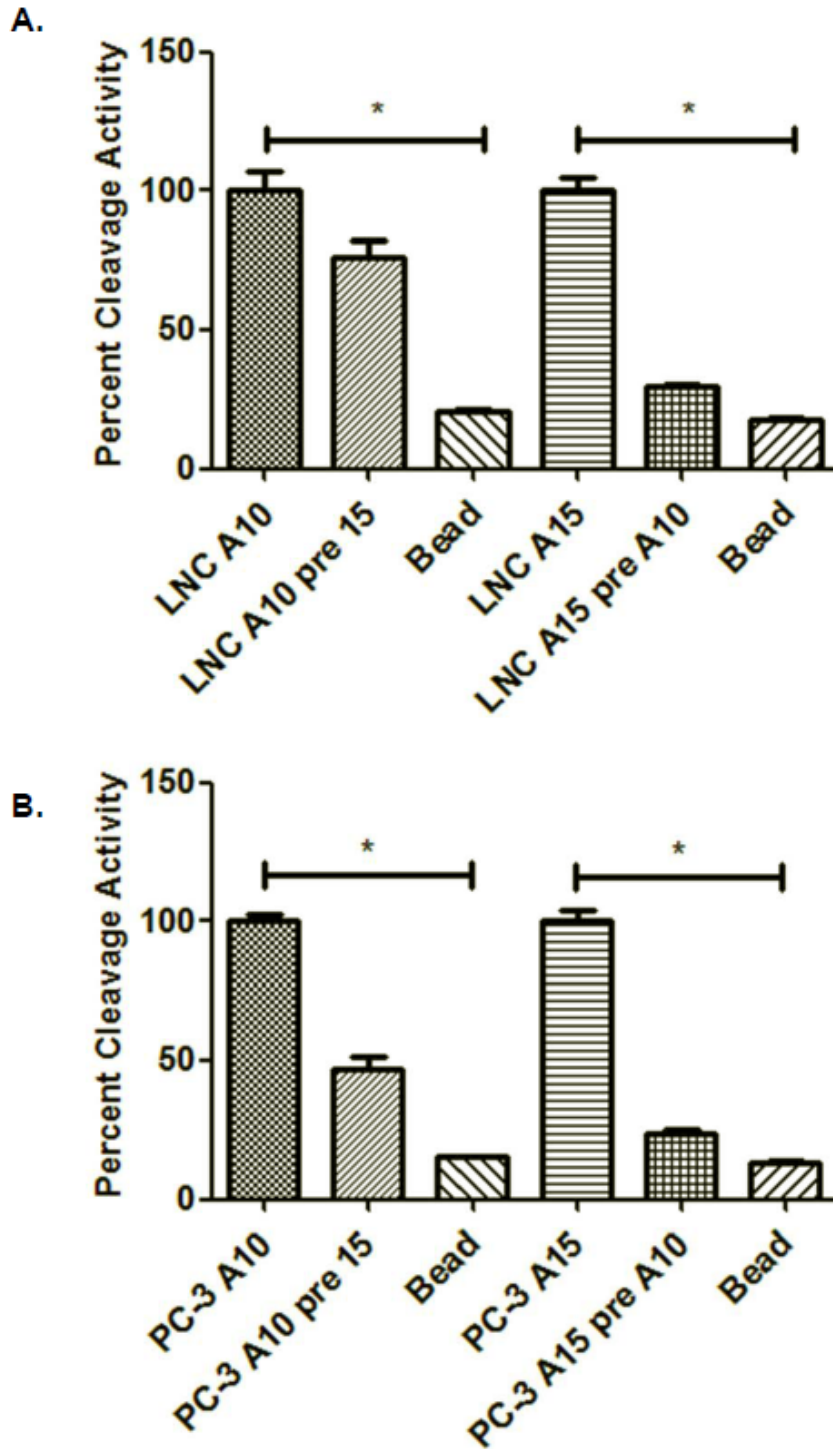 A.
Percent Cleavage Activity
150
100
50
0
*
*
LNC A10
LNC A10 pre 15
Bead
LNC A15
LNC A15 pre A10
Bead
B.
Percent Cleavage Activity
150
100
50
0
*
*
PC-3 A10
PC-3 A10 pre 15
Bead
PC-3 A15
PC-3 A15 pre A10
Bead